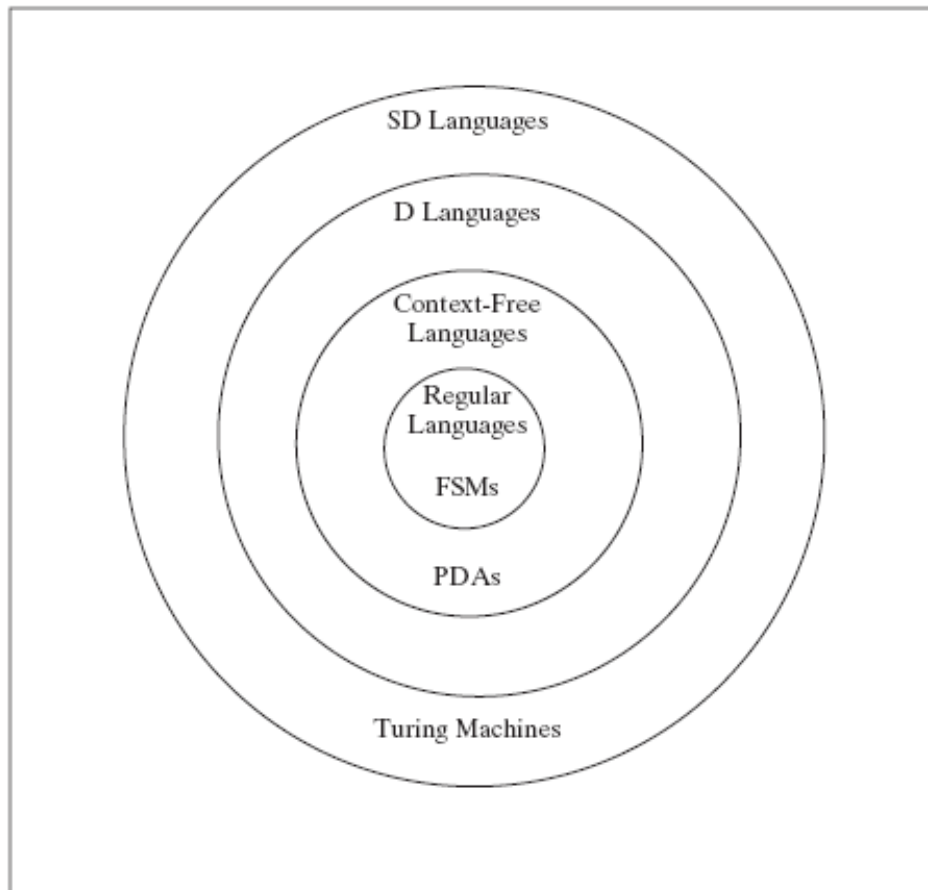 SD Languages
D Languages
Context-Free
Languages
Regular
Languages
FSMs
PDAs
Turing Machines